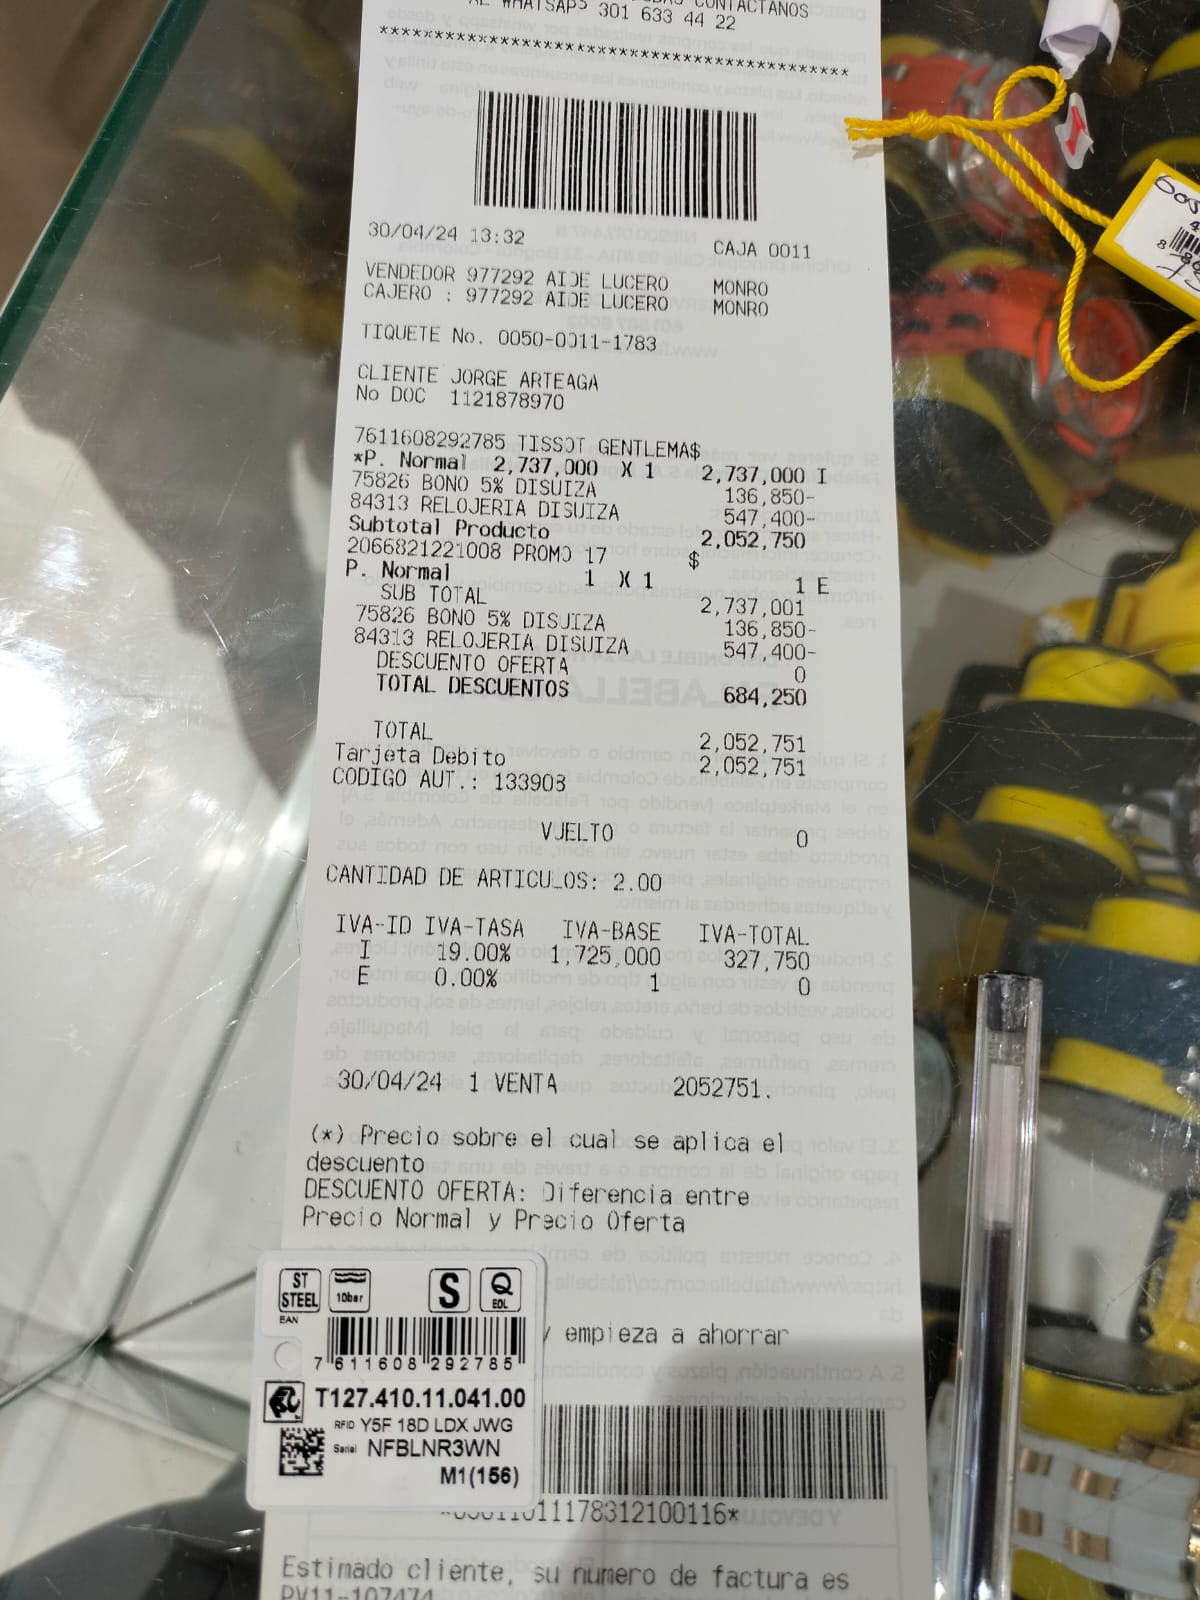 CONTACTANOS
AL WHATSAP? 301 633 44 22
*******************************************
30/04/24 13:32 CAJA 0011
VENDEDOR 977292 AIDE LUCERO MONRO
CAJERO : 977292 AIDE LUCERO MONRO
TIQUETE No. 0050-0011-1783
CLIENTE JORGE ARTEAGA
No DOC 1121878970
7611608292785 TISSOT GENTLEMA$
*P. Normal 2,737,000 X 1 2,737,000 I
75826 BONO 5% DISUIZA 136,850-
84313 RELOJERIA DISUIZA 547,400-
Subtotal Producto 2,052,750
2066821221008 PROMO 17 $
P. Normal 1 X 1 1 E
SUB TOTAL 2,737,001
75826 BONO 5% DISUIZA 136,850-
84313 RELOJERIA DISUIZA 547,400-
DESCUENTO OFERTA 0
TOTAL DESCUENTOS 684,250
TOTAL 2,052,751
Tarjeta Debito 2,052,751
CODIGO AUT.: 133903
VUELTO 0
CANTIDAD DE ARTICULOS: 2.00
IVA-ID IVA-TASA IVA-BASE IVA-TOTAL
I 19.00% 1,725,000 327,750
E 0.00% 1 0
30/04/24 1 VENTA 2052751.
(*) Precio sobre el cual se aplica el
descuento
DESCUENTO OFERTA: Diferencia entre
Precio Normal y Precio Oferta
y empieza a ahorrar
ST STEEL 10bar S Q EOL
EAN
7 611608 292785
T127.410.11.041.00
RFID Y5F 18D LDX JWG
Serial NFBLNR3WN
M1(156)
Estimado cliente, su numero de factura es
PV11-107474